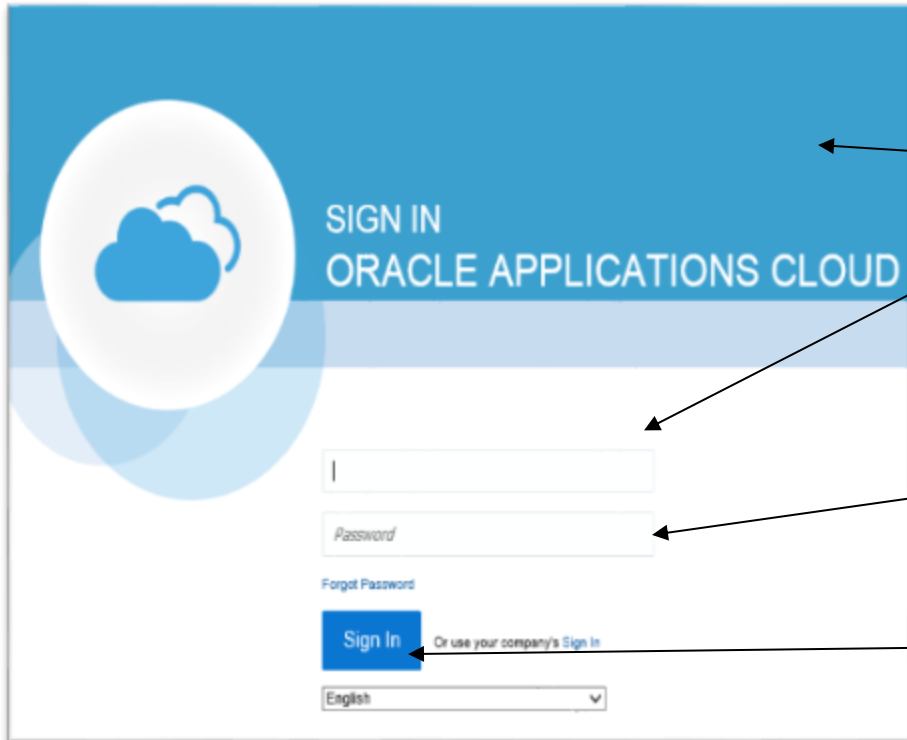 SIGN IN
ORACLE APPLICATIONS CLOUD
Password
Forgot Password
Sign In
Or use your company's Sign In
English